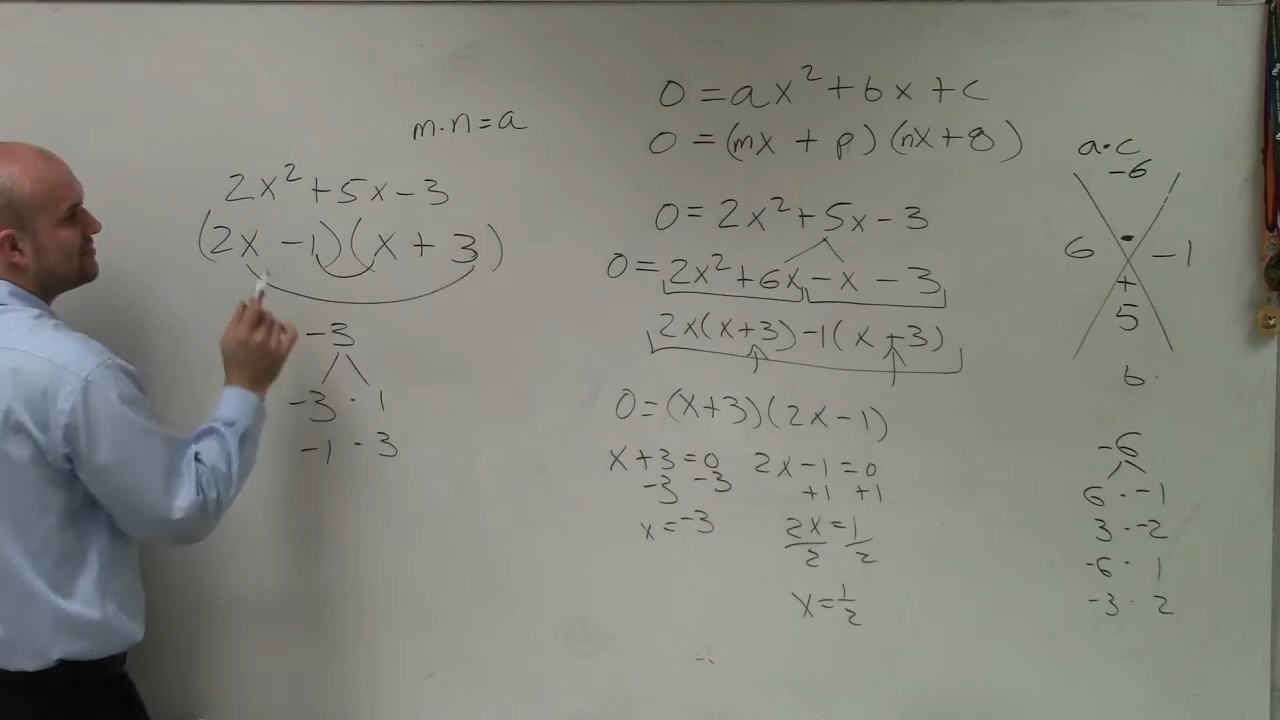 m·n=a
2x²+5x-3
(2x -1)(x + 3)
-3
-3 · 1
-1 · 3
0 = ax²+bx+c
0 = (mx + p)(nx+q)
0 = 2x²+5x-3
0= 2x²+6x-x-3
2x(x+3)-1(x+3)
0=(x+3)(2x-1)
x+3=0 2x-1=0
-3 -3 +1 +1
x=-3 2x=1
2 2
x=1/2
a·c
-6
6 · -1
+
5
b
-6
6 · -1
3 · -2
-6 · 1
-3 · 2